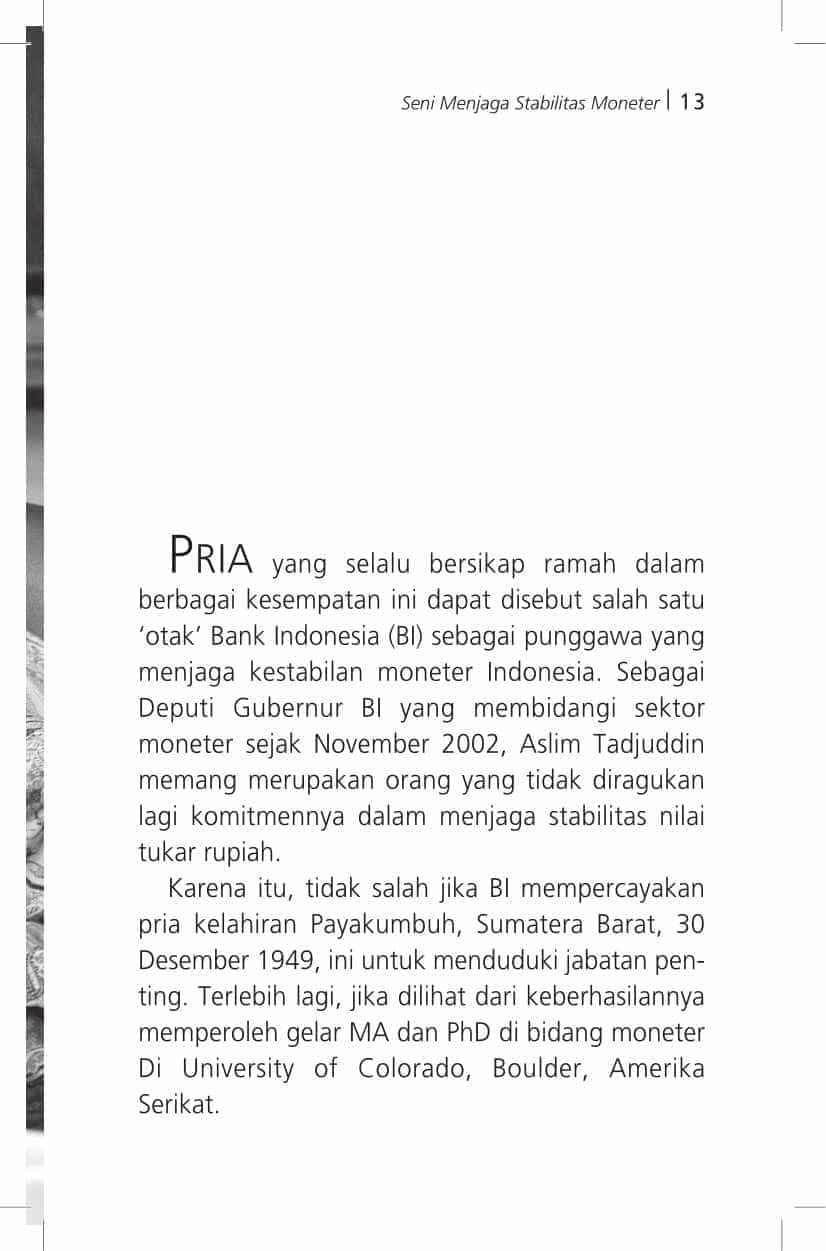 Seni Menjaga Stabilitas Moneter | 13
PRIA yang selalu bersikap ramah dalam
berbagai kesempatan ini dapat disebut salah satu
‘otak’ Bank Indonesia (BI) sebagai punggawa yang
menjaga kestabilan moneter Indonesia. Sebagai
Deputi Gubernur BI yang membidangi sektor
moneter sejak November 2002, Aslim Tadjuddin
memang merupakan orang yang tidak diragukan
lagi komitmennya dalam menjaga stabilitas nilai
tukar rupiah.
Karena itu, tidak salah jika BI mempercayakan
pria kelahiran Payakumbuh, Sumatera Barat, 30
Desember 1949, ini untuk menduduki jabatan pen-
ting. Terlebih lagi, jika dilihat dari keberhasilannya
memperoleh gelar MA dan PhD di bidang moneter
Di University of Colorado, Boulder, Amerika
Serikat.